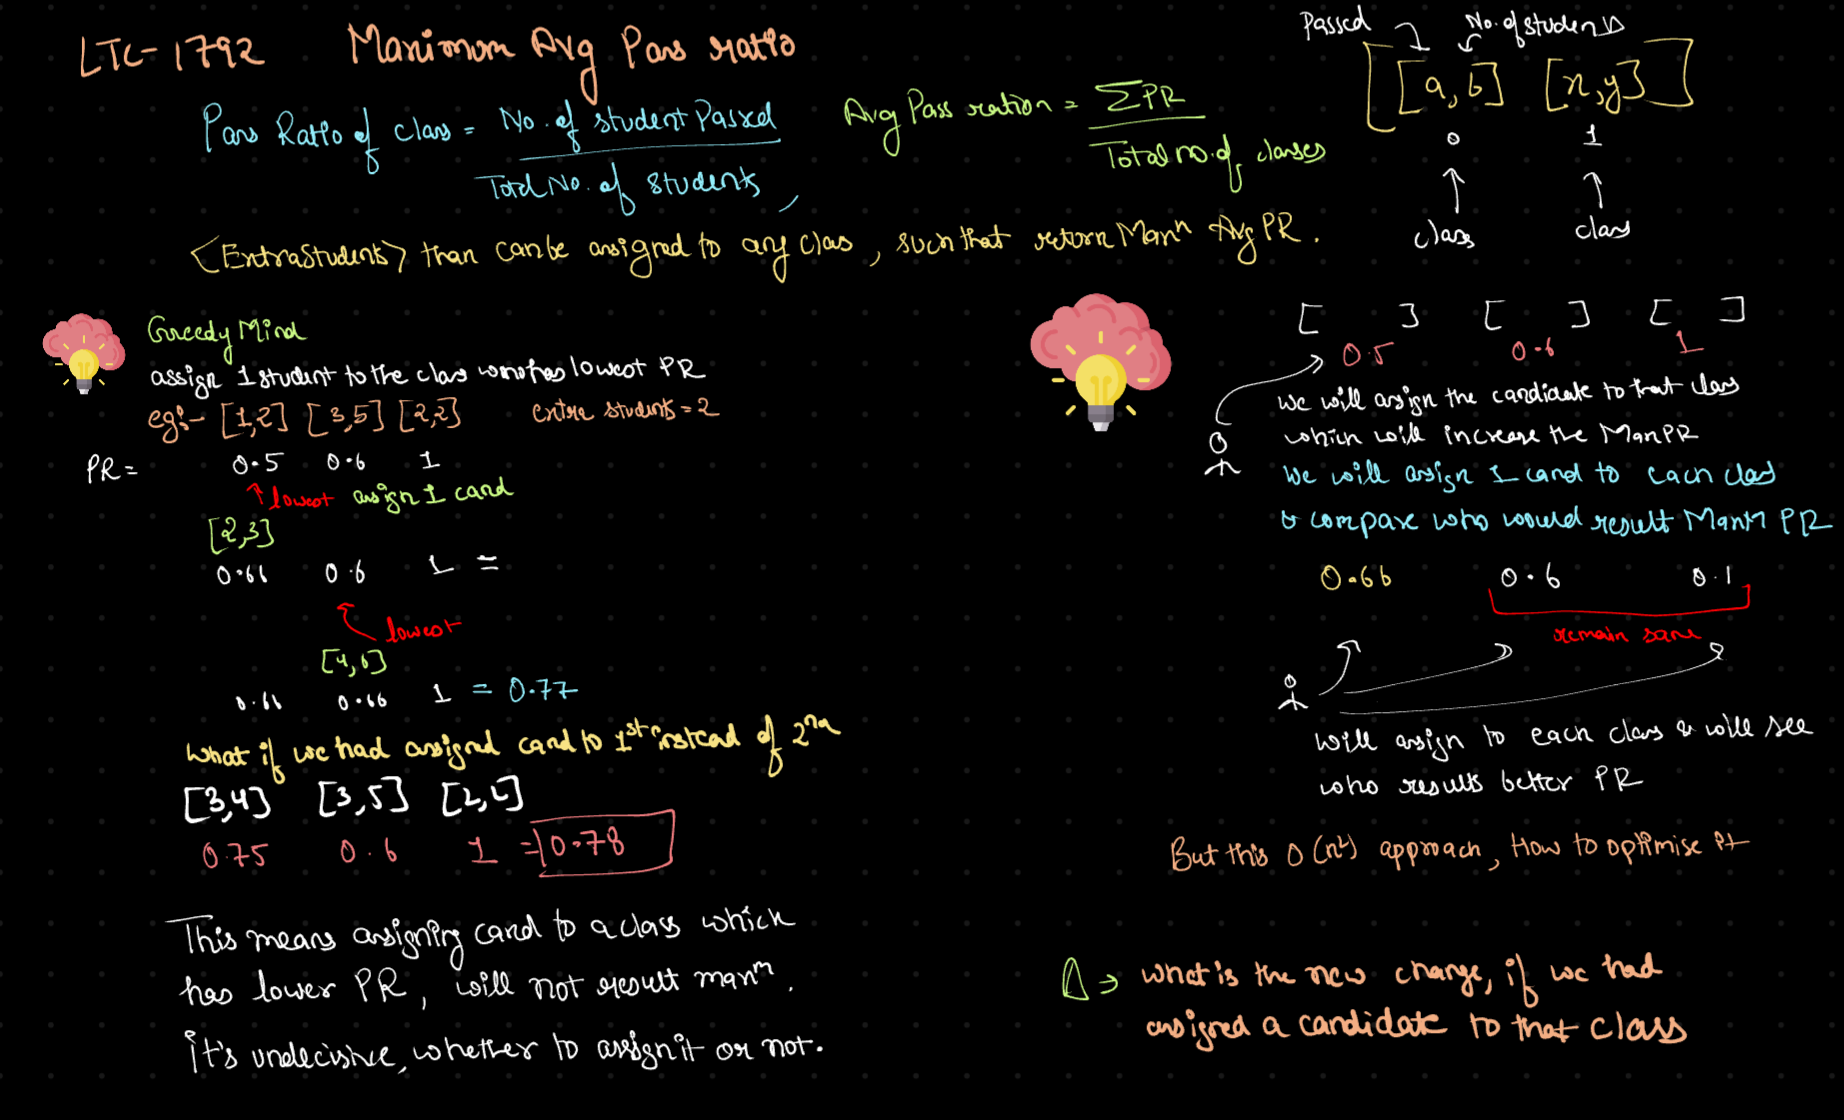 LTC-1792 Maximum Avg Pass ratio
Passed No. of students
[[a,b] [x,y]]
0 1
class class
Pass Ratio of class = No. of student Passed / Total No. of students,
Avg Pass ration = ΣPR / Total no. of classes
<ExtraStudents> than can be assigned to any class, such that return Maxm Avg PR.
Greedy Mind
assign 1 student to the class who has lowest PR
eg:- [1,2] [3,5] [2,2] extra students = 2
PR = 0.5 0.6 1
↑ lowest assign 1 cand
[2,3]
0.66 0.6 1 =
lowest
[4,6]
0.66 0.66 1 = 0.77
What if we had assigned cand to 1st instead of 2nd
[3,4] [3,5] [2,2]
0.75 0.6 1 = 0.78
This means assigning cand to a class which
has lower PR, will not result maxm.
It's undecisive, whether to assign it or not.
[ ] [ ] [ ]
0.5 0.6 1
We will assign the candidate to that class
which will increase the Max PR
We will assign 1 cand to each class
& compare who would result Maxm PR
0.66 0.6 0.1
remain same
will assign to each class & will see
who results better PR
But this O(n²) approach, How to optimise it
Δ → What is the new change, if we had
assigned a candidate to that class